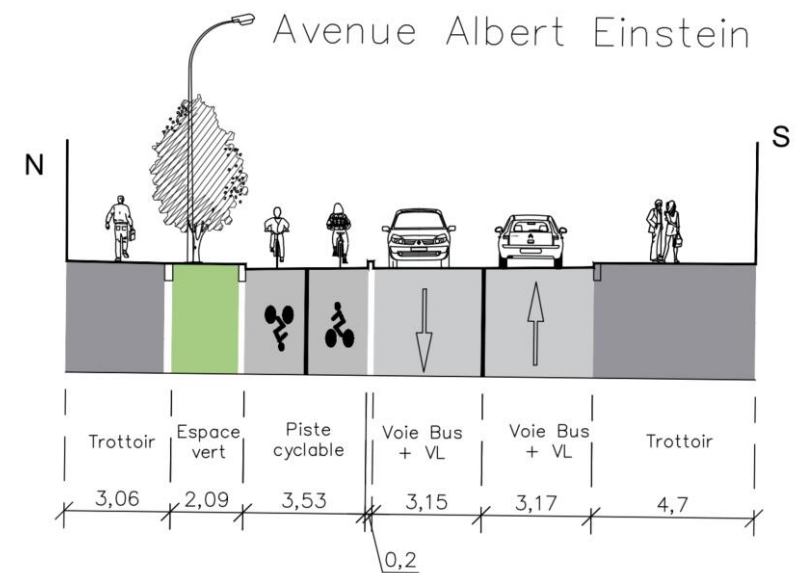 Avenue Albert Einstein
N
S
Trottoir
Espace
vert
Piste
cyclable
Voie Bus
+ VL
Voie Bus
+ VL
Trottoir
3,06
2,09
3,53
3,15
3,17
4,7
0,2